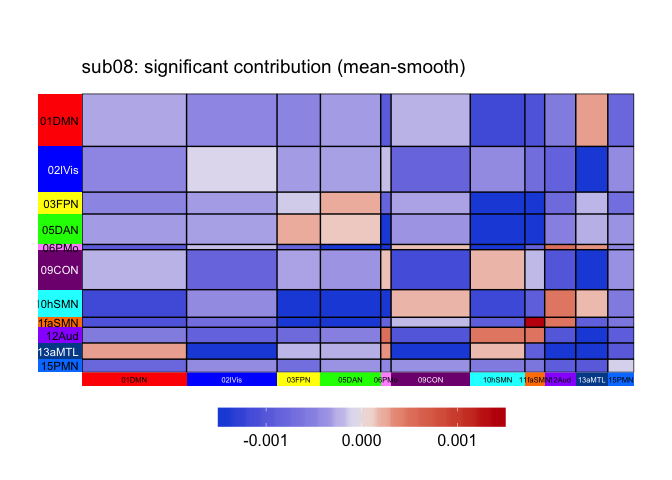 sub08: significant contribution (mean-smooth)
01DMN
02lVis
03FPN
05DAN
06PMo
09CON
10hSMN
1faSMN
12Aud
13aMTL
15PMN
01DMN 02lVis 03FPN 05DAN 06PMo 09CON 10hSMN 11faSMN 12Aud 13aMTL 15PMN
-0.001 0.000 0.001